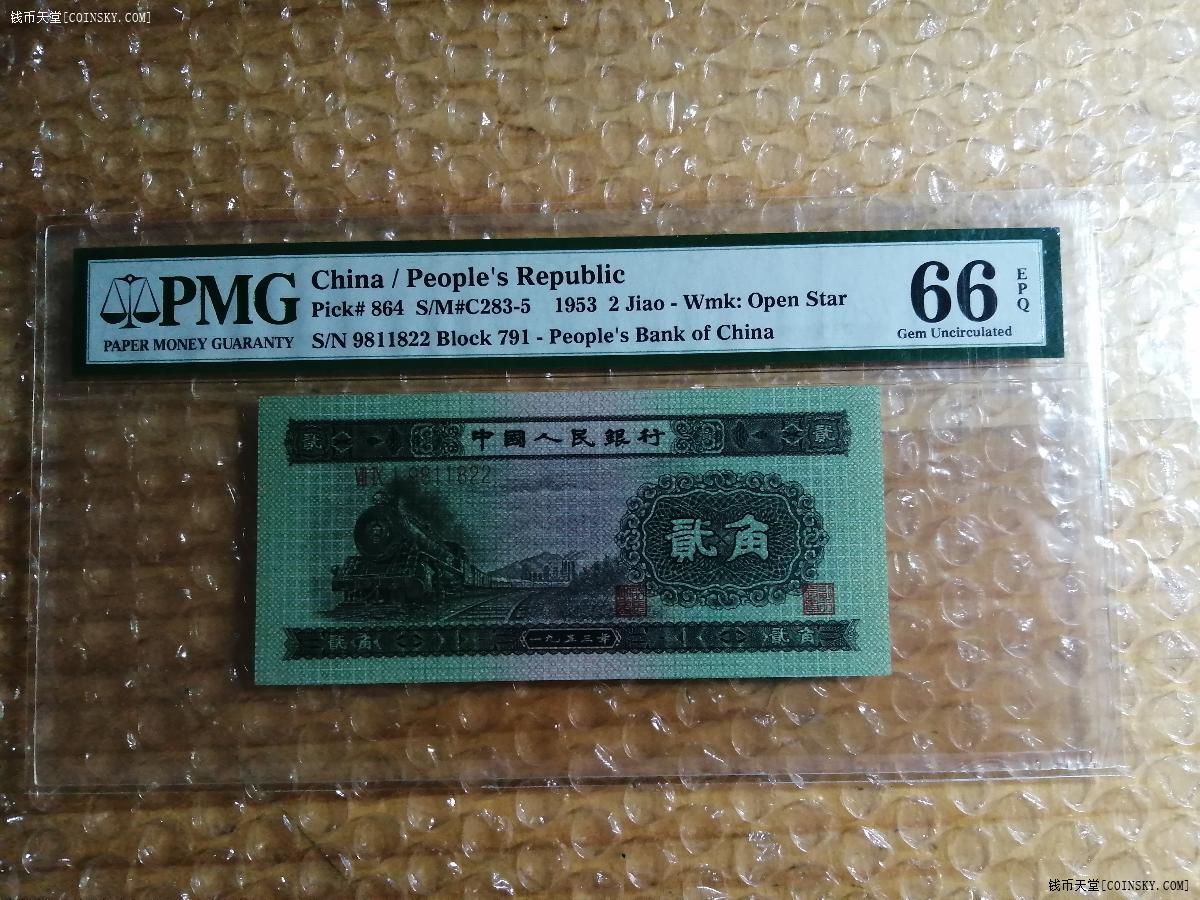 钱币天堂[COINSKY.COM]
PMG
PAPER MONEY GUARANTY
China / People's Republic
Pick# 864 S/M#C283-5 1953 2 Jiao - Wmk: Open Star
S/N 9811822 Block 791 - People's Bank of China
66 EPQ
Gem Uncirculated
貳 中國人民銀行 貳
9811822
貳角
貳角 一九五三年 貳角
钱币天堂[COINSKY.COM]